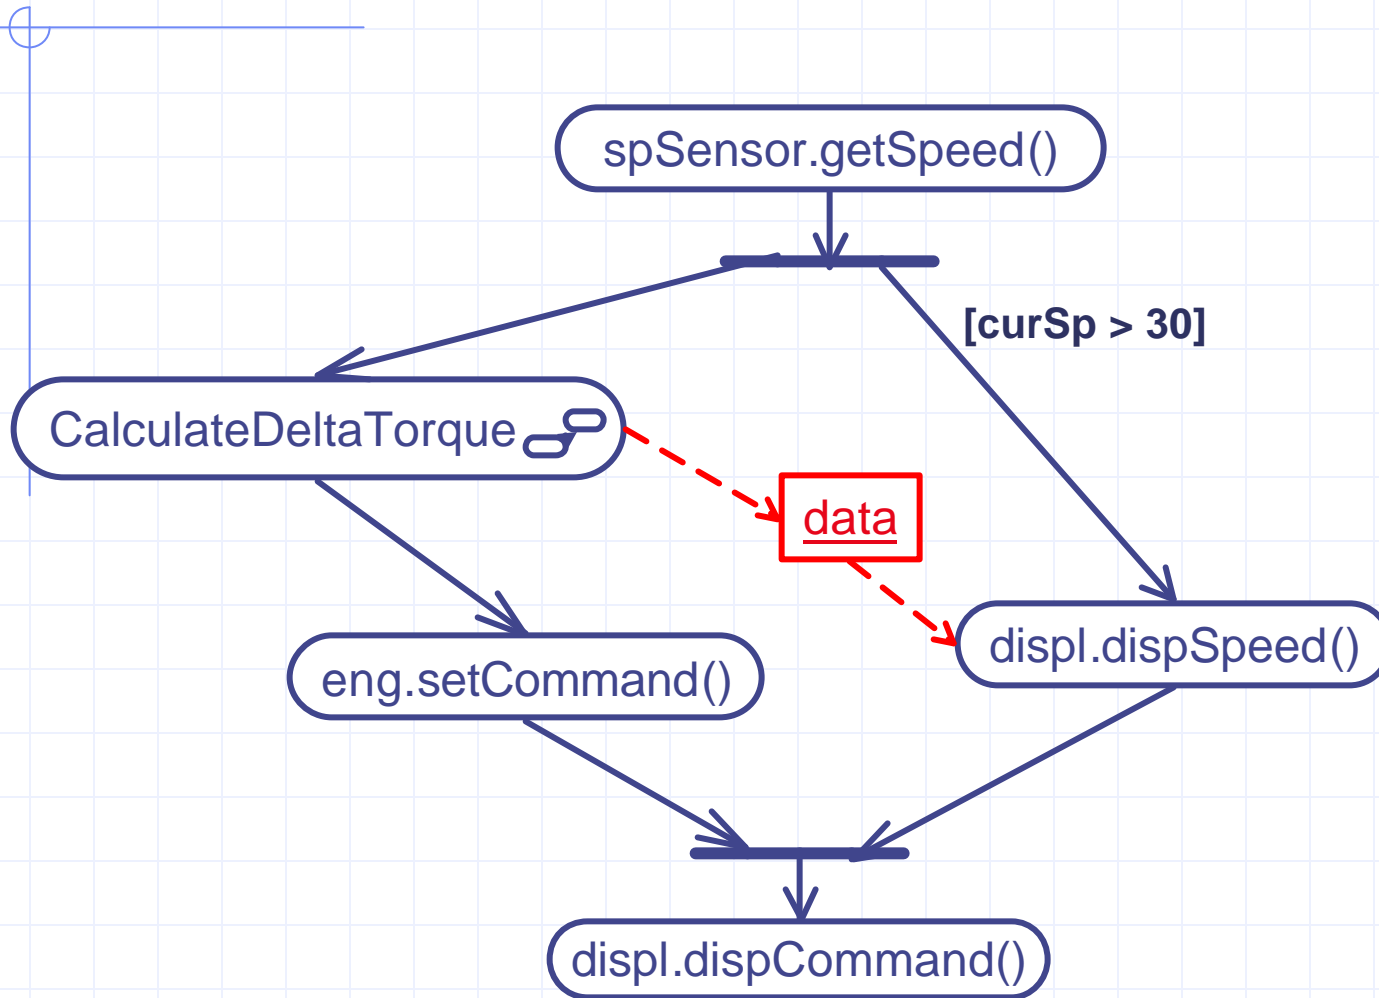 spSensor.getSpeed()
[curSp > 30]
CalculateDeltaTorque
data
displ.dispSpeed()
eng.setCommand()
displ.dispCommand()